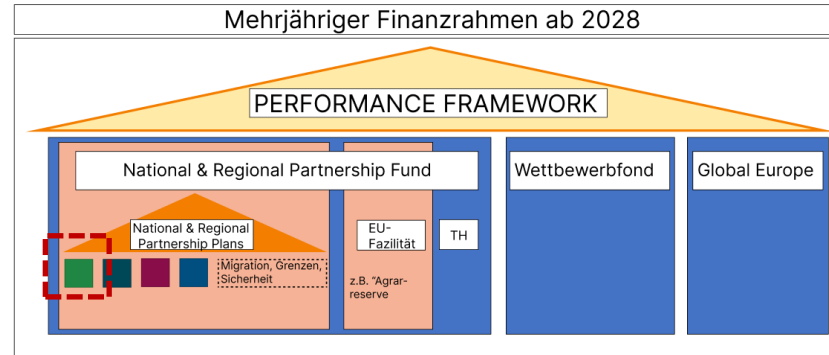 Mehrjähriger Finanzrahmen ab 2028
PERFORMANCE FRAMEWORK
National & Regional Partnership Fund
Wettbewerbfond
Global Europe
National & Regional
Partnership Plans
EU-
Fazilität
TH
Migration, Grenzen,
Sicherheit
z.B. "Agrar-
reserve